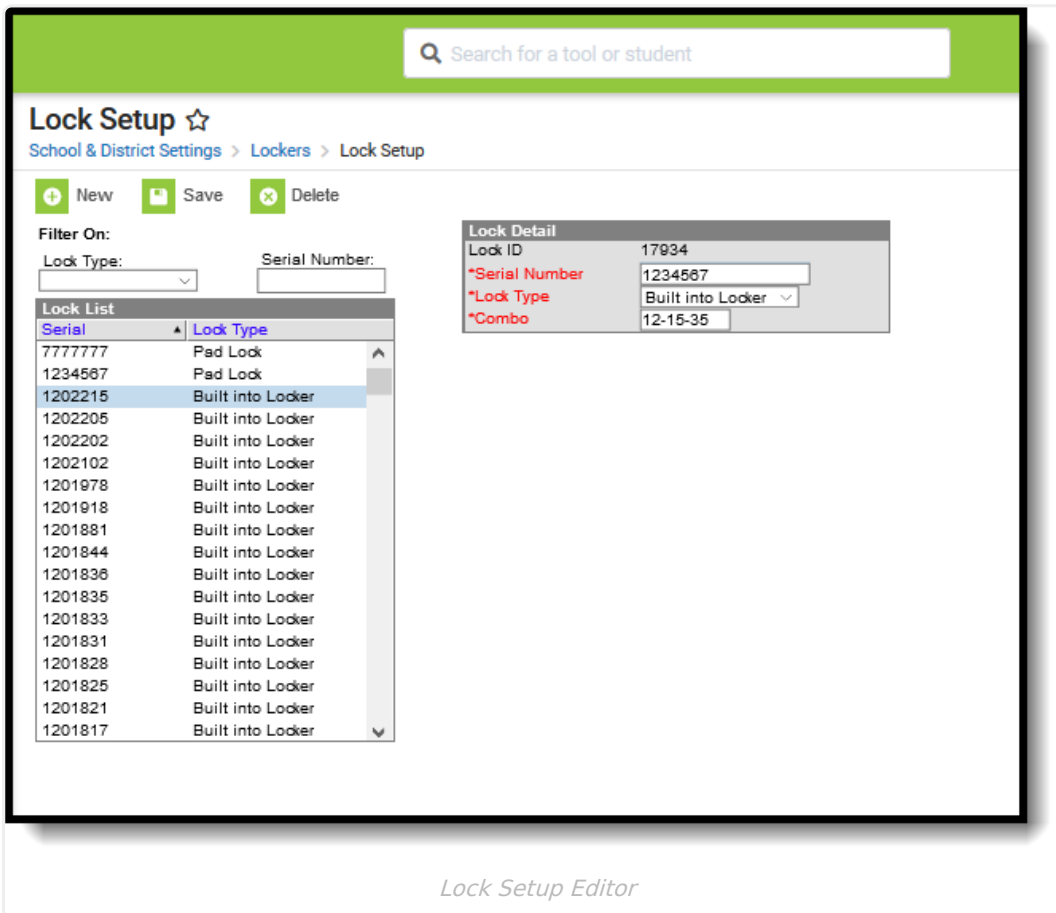 Search for a tool or student
Lock Setup
School & District Settings > Lockers > Lock Setup
New Save Delete
Filter On:
Lock Type: Serial Number:
Lock List
Serial Lock Type
7777777 Pad Lock
1234567 Pad Lock
1202215 Built into Locker
1202205 Built into Locker
1202202 Built into Locker
1202102 Built into Locker
1201978 Built into Locker
1201918 Built into Locker
1201881 Built into Locker
1201844 Built into Locker
1201836 Built into Locker
1201835 Built into Locker
1201833 Built into Locker
1201831 Built into Locker
1201828 Built into Locker
1201825 Built into Locker
1201821 Built into Locker
1201817 Built into Locker
Lock Detail
Lock ID 17934
*Serial Number 1234567
*Lock Type Built into Locker
*Combo 12-15-35
Lock Setup Editor